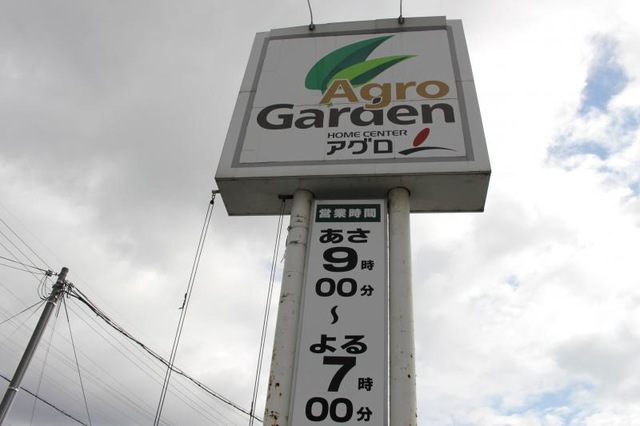 Agro
Garden
HOME CENTER
アグロ
営業時間
あさ
9時
00分
~
よる
7時
00分